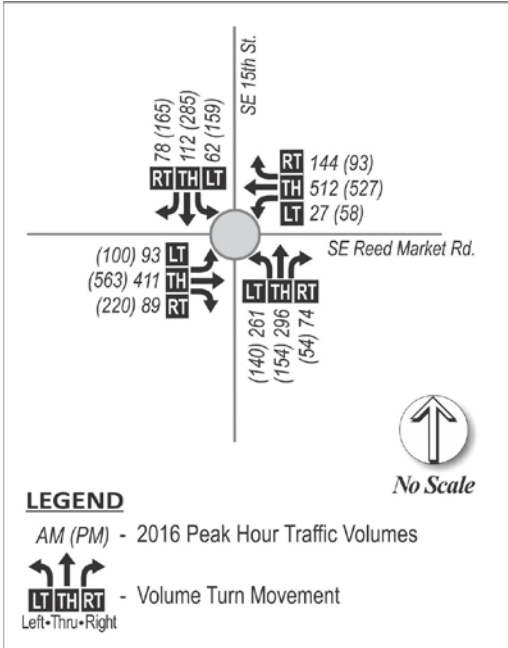 SE 15th St.
78 (165)
112 (285)
62 (159)
RT TH LT
RT 144 (93)
TH 512 (527)
LT 27 (58)
SE Reed Market Rd.
(100) 93 LT
(563) 411 TH
(220) 89 RT
LT TH RT
(140) 261
(154) 296
(54) 74
No Scale
LEGEND
AM (PM) - 2016 Peak Hour Traffic Volumes
LT TH RT - Volume Turn Movement
Left•Thru•Right